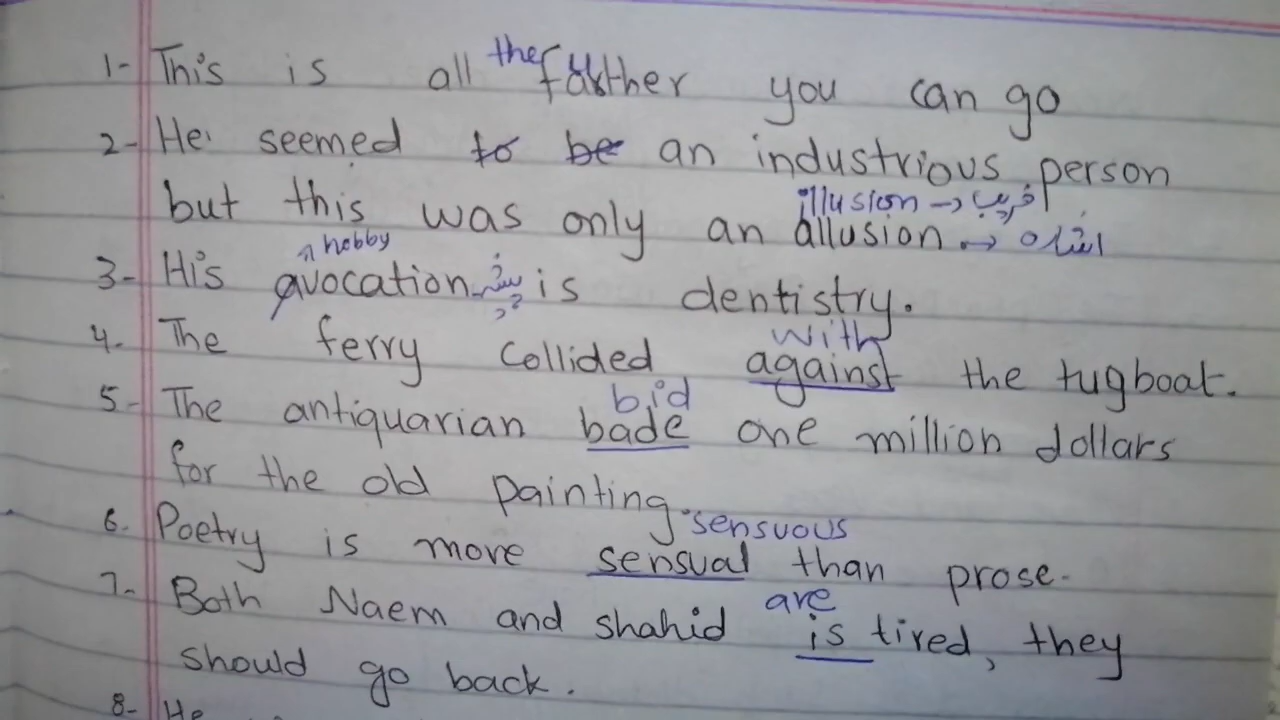 1- This is all the farther you can go
2- He seemed to be an industrious person
illusion → فریب
but this was only an allusion → اشارہ
hobby
3- His avocation پیشہ is dentistry.
with
4. The ferry collided against the tugboat.
bid
5- The antiquarian bade one million dollars
for the old painting.
sensuous
6. Poetry is more sensual than prose.
are
7. Both Naem and shahid is tired, they
should go back.
8- He